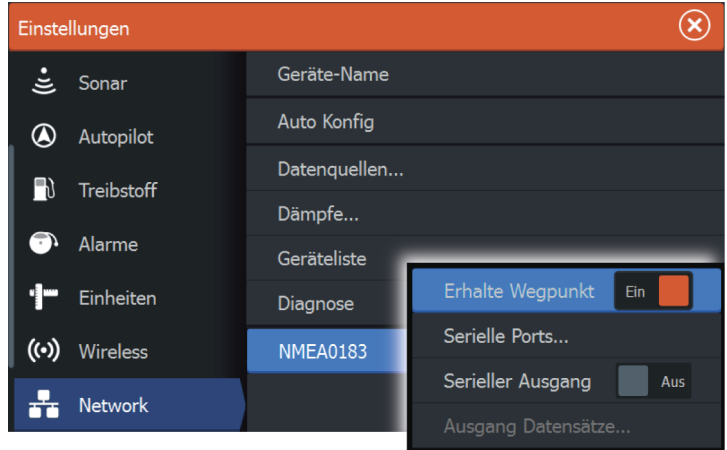 Einstellungen
Sonar
Autopilot
Treibstoff
Alarme
Einheiten
Wireless
Network
Geräte-Name
Auto Konfig
Datenquellen...
Dämpfe...
Geräteliste
Diagnose
NMEA0183
Erhalte Wegpunkt Ein
Serielle Ports...
Serieller Ausgang Aus
Ausgang Datensätze...